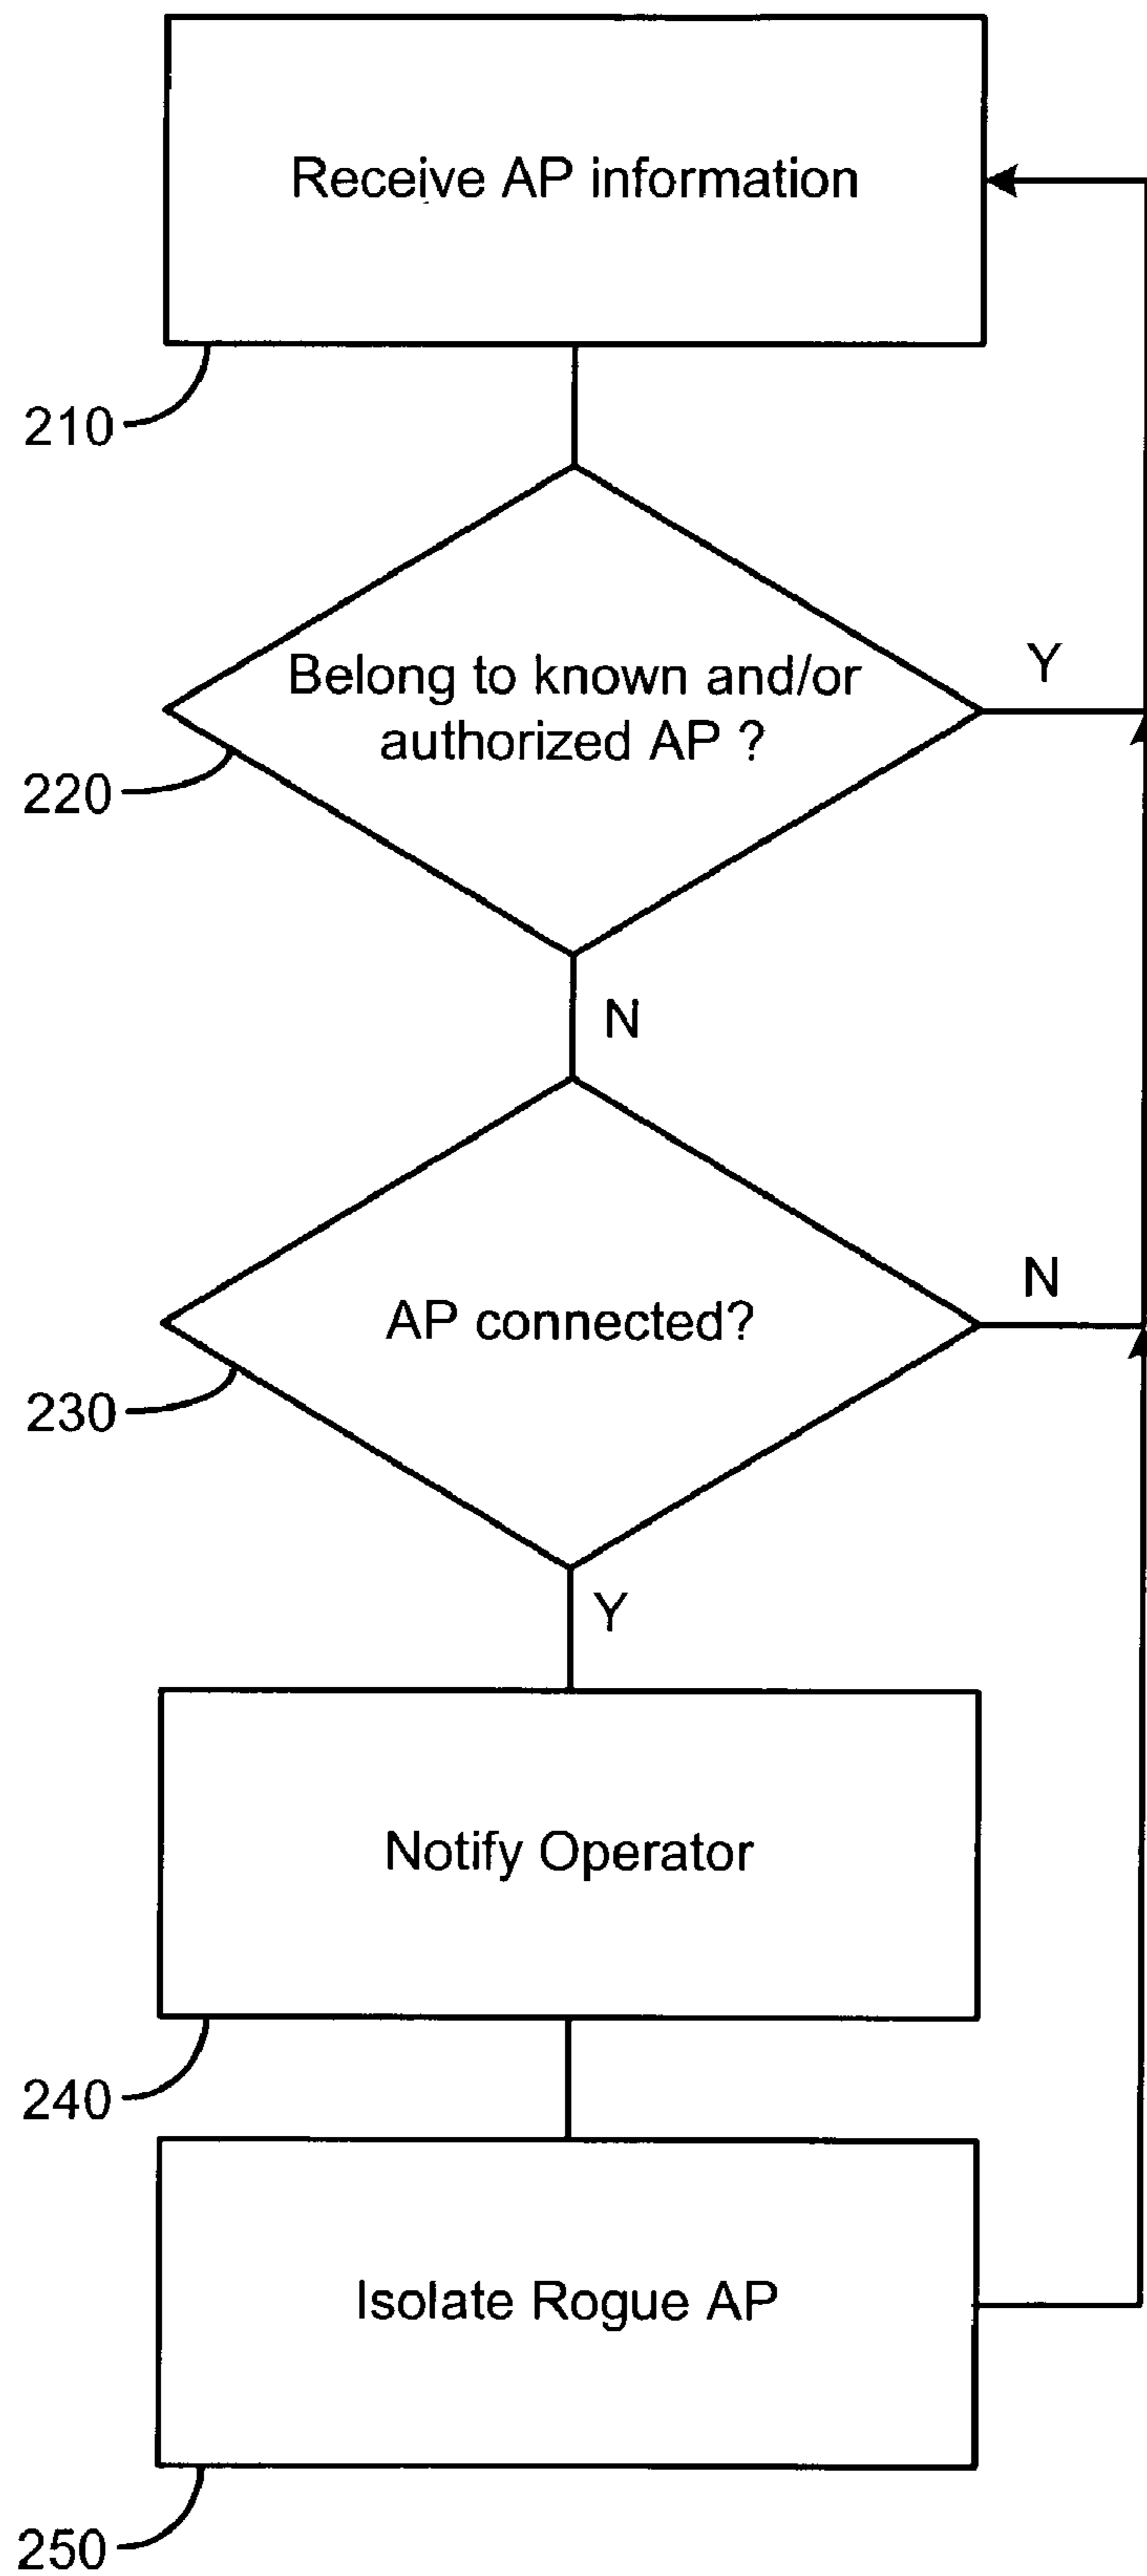 Receive AP information
210
Belong to known and/or
authorized AP ?
Y
220
N
AP connected?
N
230
Y
Notify Operator
240
Isolate Rogue AP
250